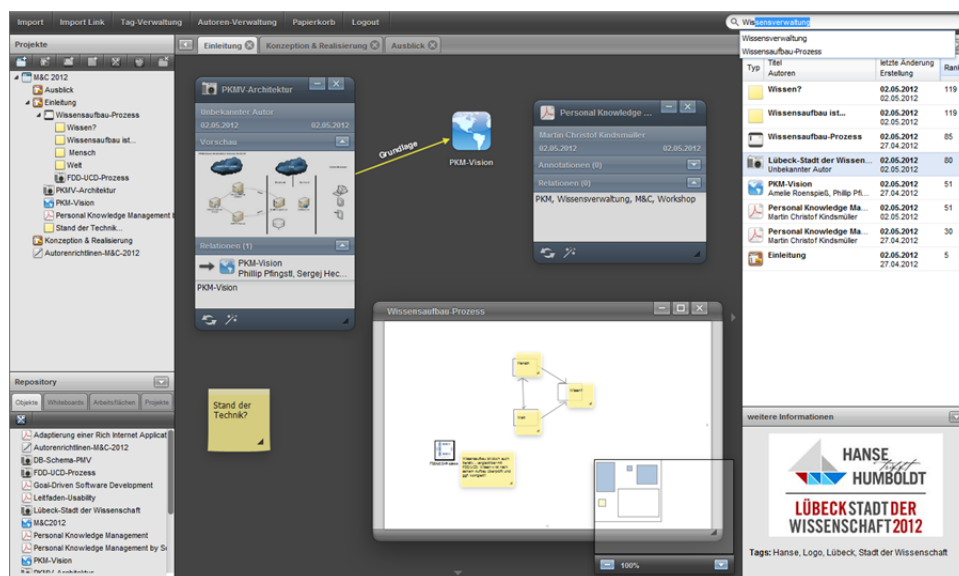 Import Import Link Tag-Verwaltung Autoren-Verwaltung Papierkorb Logout
Wissensverwaltung
Wissensverwaltung
Wissensaufbau-Prozess
Projekte
M&C 2012
Ausblick
Einleitung
Wissensaufbau-Prozess
Wissen?
Wissensaufbau ist...
Mensch
Welt
FDD-UCD-Prozess
PKMV-Architektur
PKM-Vision
Personal Knowledge Management
Stand der Technik...
Konzeption & Realisierung
Autorenrichtlinen-M&C-2012
Repository
Objekte Whiteboards Arbeitsflächen Projekte
Adaptierung einer Rich Internet Applicat
Autorenrichtlinen-M&C-2012
DB-Schema-PMV
FDD-UCD-Prozess
Goal-Driven Software Development
Leitfaden-Usability
Lübeck-Stadt der Wissenschaft
M&C2012
Personal Knowledge Management
Personal Knowledge Management by S
PKM-Vision
PKMV-Architektur
Einleitung Konzeption & Realisierung Ausblick
PKMV-Architektur
Unbekannter Autor
02.05.2012 02.05.2012
Vorschau
Relationen (1)
PKM-Vision
Phillip Pfingstl, Sergej Hec...
PKM-Vision
Grundlage
PKM-Vision
Personal Knowledge ...
Martin Christof Kindsmüller
02.05.2012 02.05.2012
Annotationen (0)
Relationen (0)
PKM, Wissensverwaltung, M&C, Workshop
Stand der
Technik?
Wissensaufbau-Prozess
Mensch
Wissen?
Welt
100%
Typ Titel letzte Änderung Rank
Autoren Erstellung
Wissen? 02.05.2012 119
02.05.2012
Wissensaufbau ist... 02.05.2012 119
02.05.2012
Wissensaufbau-Prozess 02.05.2012 85
02.05.2012
Lübeck-Stadt der Wissen... 02.05.2012 80
Unbekannter Autor 02.05.2012
PKM-Vision 02.05.2012 51
Amelie Roenspieß, Phillip Pfi... 27.04.2012
Personal Knowledge Ma... 02.05.2012 51
Martin Christof Kindsmüller 02.05.2012
Personal Knowledge Ma... 02.05.2012 30
Martin Christof Kindsmüller 27.04.2012
Einleitung 02.05.2012 5
27.04.2012
weitere Informationen
HANSE
trifft
HUMBOLDT
LÜBECK STADT DER
WISSENSCHAFT 2012
Tags: Hanse, Logo, Lübeck, Stadt der Wissenschaft